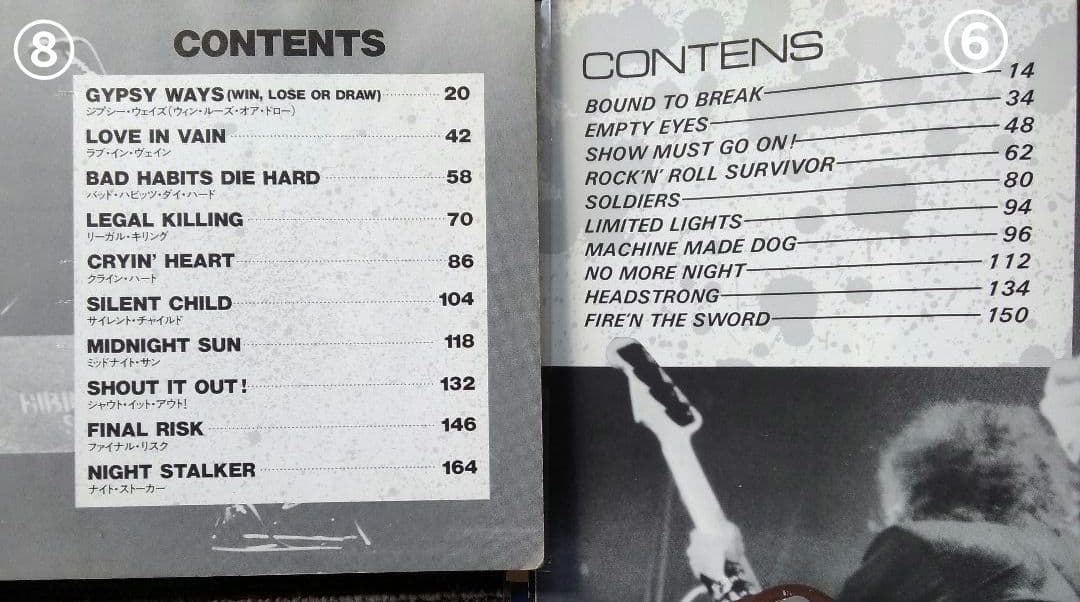 8
CONTENTS
GYPSY WAYS (WIN, LOSE OR DRAW) 20
ジプシー・ウェイズ(ウィン・ルーズ・オア・ドロー)
LOVE IN VAIN 42
ラブ・イン・ヴェイン
BAD HABITS DIE HARD 58
バッド・ハビッツ・ダイ・ハード
LEGAL KILLING 70
リーガル・キリング
CRYIN' HEART 86
クライン・ハート
SILENT CHILD 104
サイレント・チャイルド
MIDNIGHT SUN 118
ミッドナイト・サン
SHOUT IT OUT! 132
シャウト・イット・アウト!
FINAL RISK 146
ファイナル・リスク
NIGHT STALKER 164
ナイト・ストーカー
6
CONTENS
BOUND TO BREAK 14
EMPTY EYES 34
SHOW MUST GO ON! 48
ROCK'N' ROLL SURVIVOR 62
SOLDIERS 80
LIMITED LIGHTS 94
MACHINE MADE DOG 96
NO MORE NIGHT 112
HEADSTRONG 134
FIRE'N THE SWORD 150